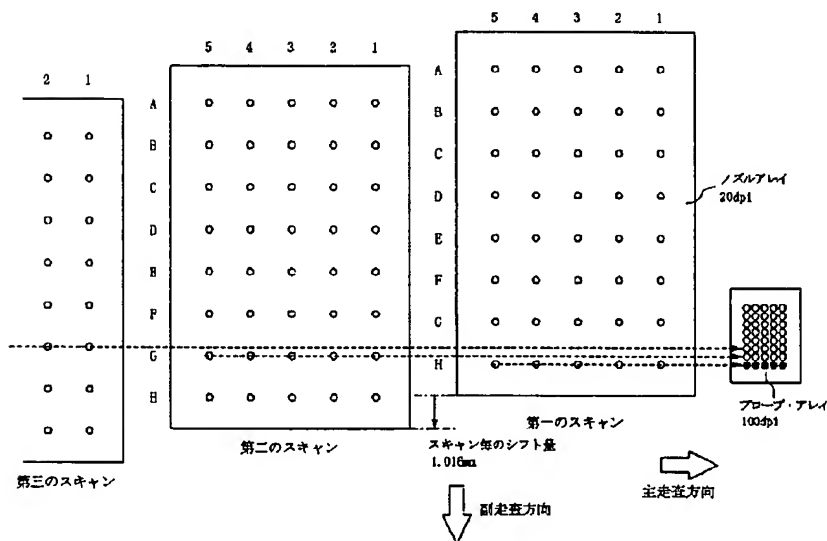 5 4 3 2 1
A
B
C
D
E
F
G
H
ノズルアレイ
20dpi
プローブ・アレイ
100dpi
第一のスキャン
5 4 3 2 1
A
B
C
D
E
F
G
H
第二のスキャン
スキャン毎のシフト量
1.016mm
2 1
第三のスキャン
主走査方向
副走査方向